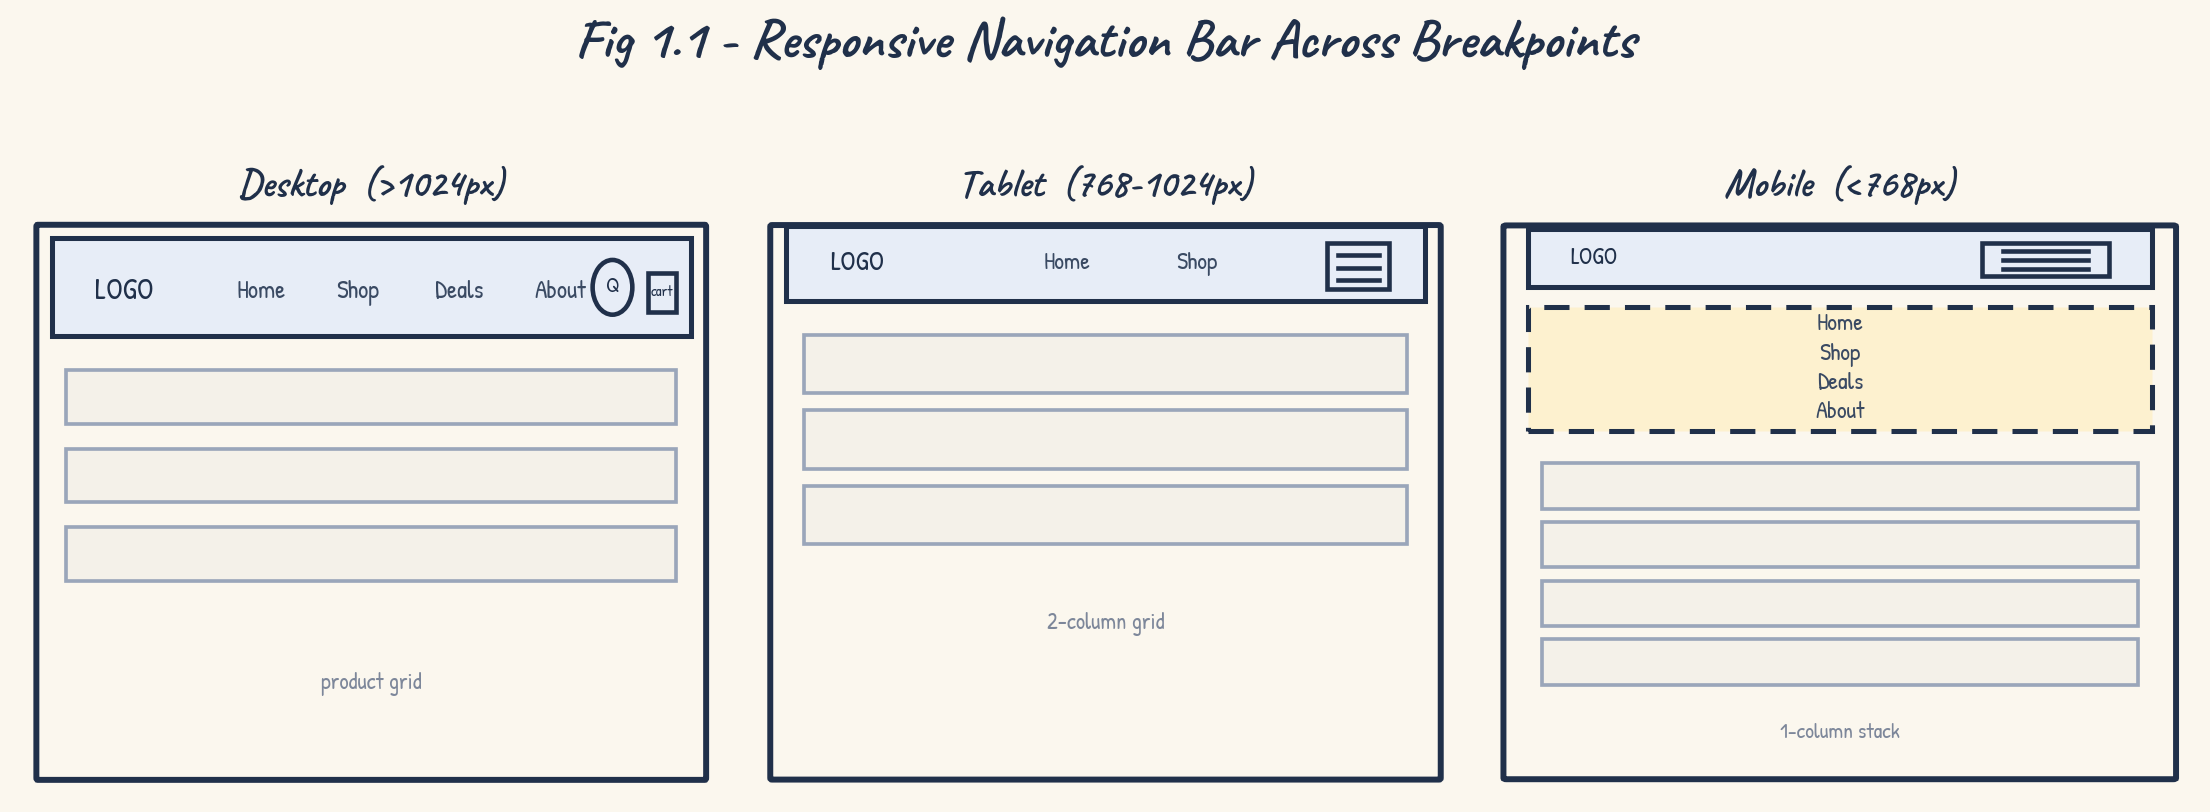 Fig 1.1 - Responsive Navigation Bar Across Breakpoints
Desktop (>1024px)
LOGO Home Shop Deals About Q cart
product grid
Tablet (768-1024px)
LOGO Home Shop
2-column grid
Mobile (<768px)
LOGO
Home
Shop
Deals
About
1-column stack